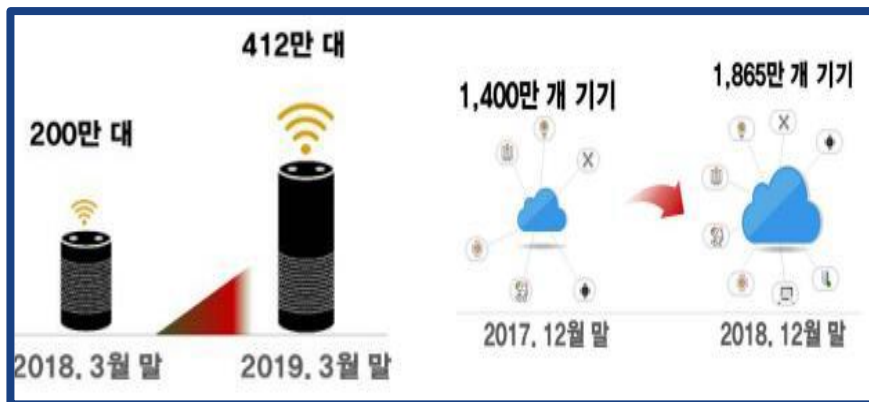 200만 대
412만 대
2018. 3월 말
2019. 3월 말
1,400만 개 기기
1,865만 개 기기
2017. 12월 말
2018. 12월 말